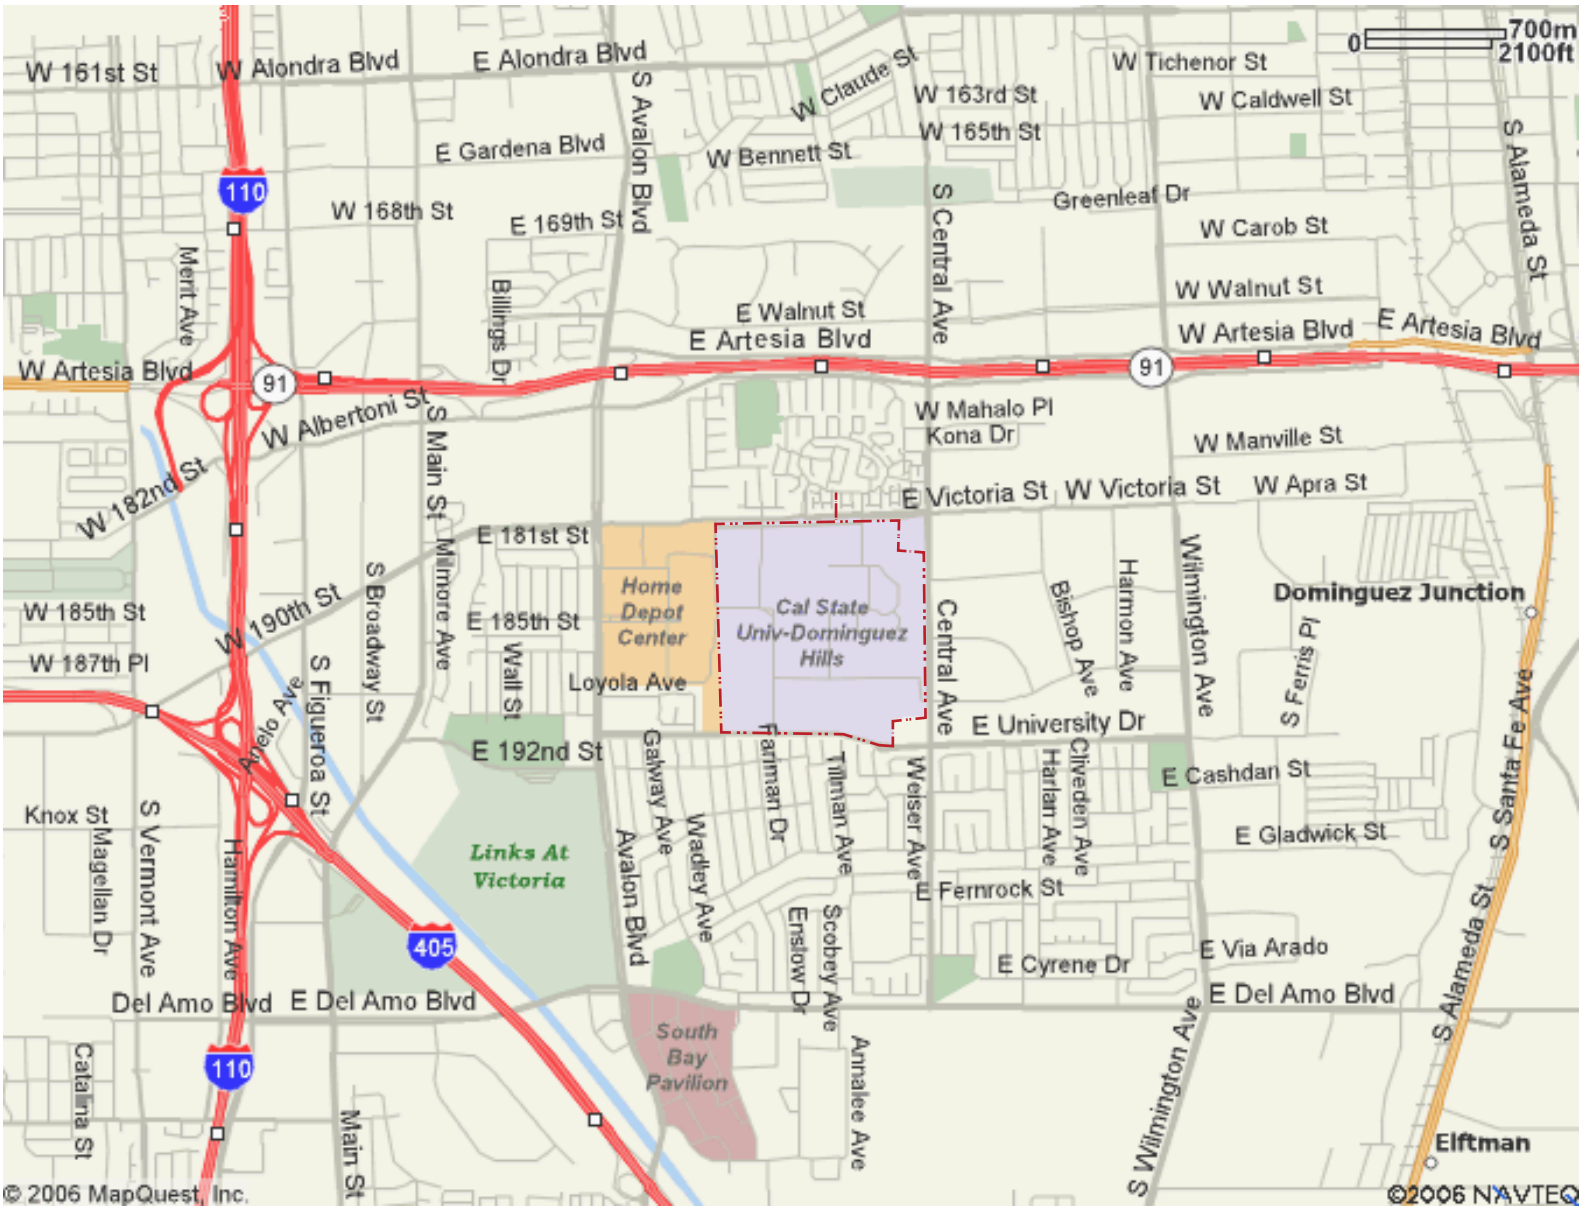 700m
0
2100ft
W 161st St
W Alondra Blvd
E Alondra Blvd
W Claude St
W Tichenor St
W 163rd St
W Caldwell St
W 165th St
S Avalon Blvd
E Gardena Blvd
W Bennett St
S Alameda St
110
W 168th St
E 169th St
S Central Ave
Greenleaf Dr
W Carob St
Merit Ave
Billings Dr
W Walnut St
E Walnut St
E Artesia Blvd
W Artesia Blvd
E Artesia Blvd
W Artesia Blvd
91
91
W Albertoni St
S Main St
W Mahalo Pl
Kona Dr
W Manville St
W 182nd St
E Victoria St
W Victoria St
W Apra St
E 181st St
Milmore Ave
Wilmington Ave
Home
Depot
Center
Cal State
Univ-Dominguez
Hills
Dominguez Junction
W 185th St
W 190th St
S Broadway St
E 185th St
Central Ave
Bishop Ave
Harmon Ave
S Ferris Pl
W 187th Pl
S Figueroa St
Wall St
Loyola Ave
Anelo Ave
E University Dr
S Santa Fe Ave
E 192nd St
Galway Ave
Fariman Dr
Tillman Ave
Weiser Ave
Harlan Ave
Cliveden Ave
E Cashdan St
Knox St
S Vermont Ave
Magellan Dr
Hamilton Ave
Links At
Victoria
Avalon Blvd
Wadley Ave
E Gladwick St
E Fernrock St
Enslow Dr
Scobey Ave
S Alameda St
405
E Cyrene Dr
E Via Arado
Del Amo Blvd
E Del Amo Blvd
E Del Amo Blvd
S Wilmington Ave
South
Bay
Pavilion
Catalina St
110
Main St
Annalee Ave
Elftman
© 2006 MapQuest, Inc.
©2006 NAVTEQ